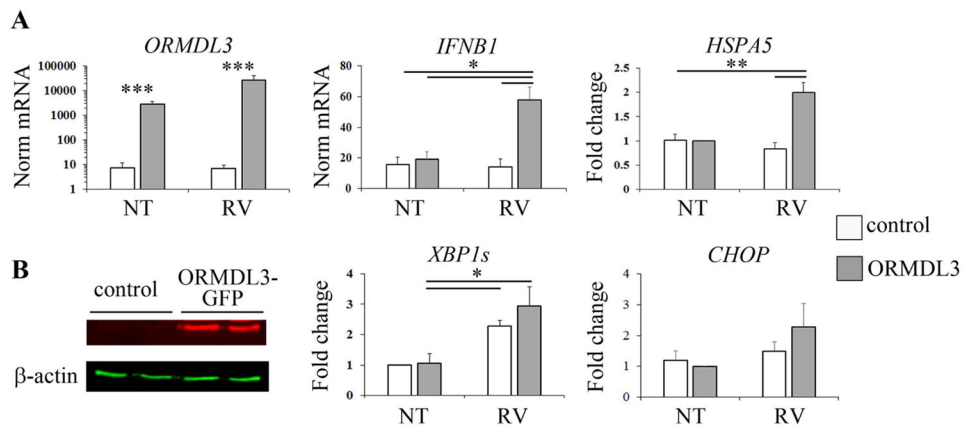 A
ORMDL3
IFNB1
HSPA5
Norm mRNA
100000
10000
1000
100
10
1
***
***
NT
RV
Norm mRNA
80
60
40
20
0
*
NT
RV
Fold change
2.5
2
1.5
1
0.5
0
**
NT
RV
control
ORMDL3
B
control
ORMDL3-
GFP
β-actin
XBP1s
Fold change
4
3
2
1
0
*
NT
RV
CHOP
Fold change
4
3
2
1
0
NT
RV